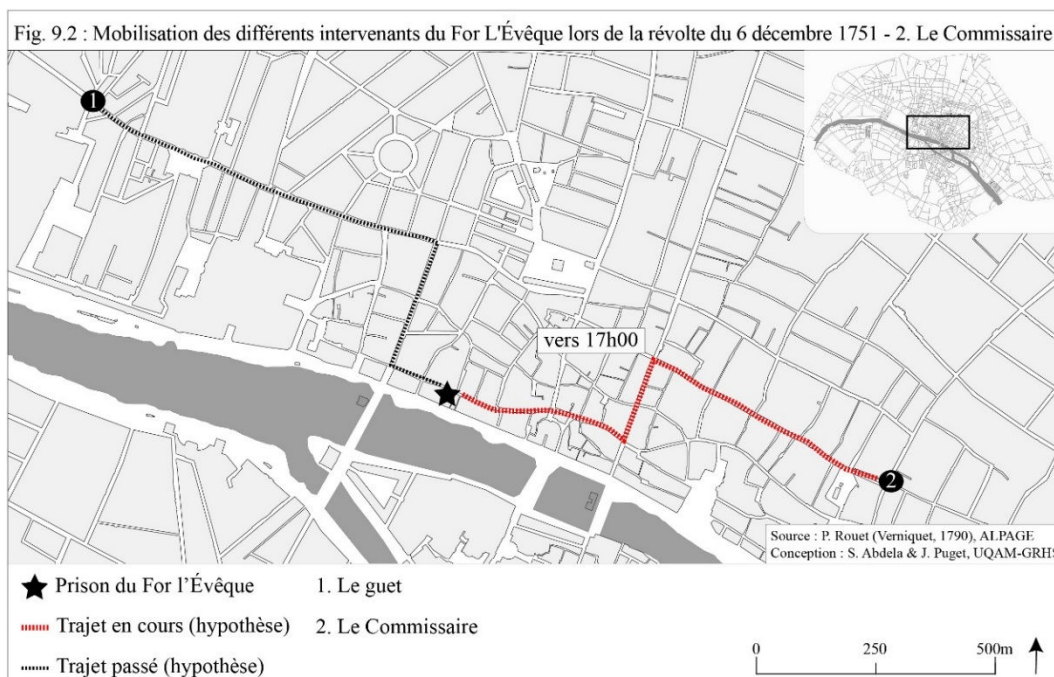 Fig. 9.2 : Mobilisation des différents intervenants du For L'Évêque lors de la révolte du 6 décembre 1751 - 2. Le Commissaire
1
vers 17h00
2
Source : P. Rouet (Verniquet, 1790), ALPAGE
Conception : S. Abdela & J. Puget, UQAM-GRHS
Prison du For l'Évêque
1. Le guet
Trajet en cours (hypothèse)
2. Le Commissaire
Trajet passé (hypothèse)
0 250 500m